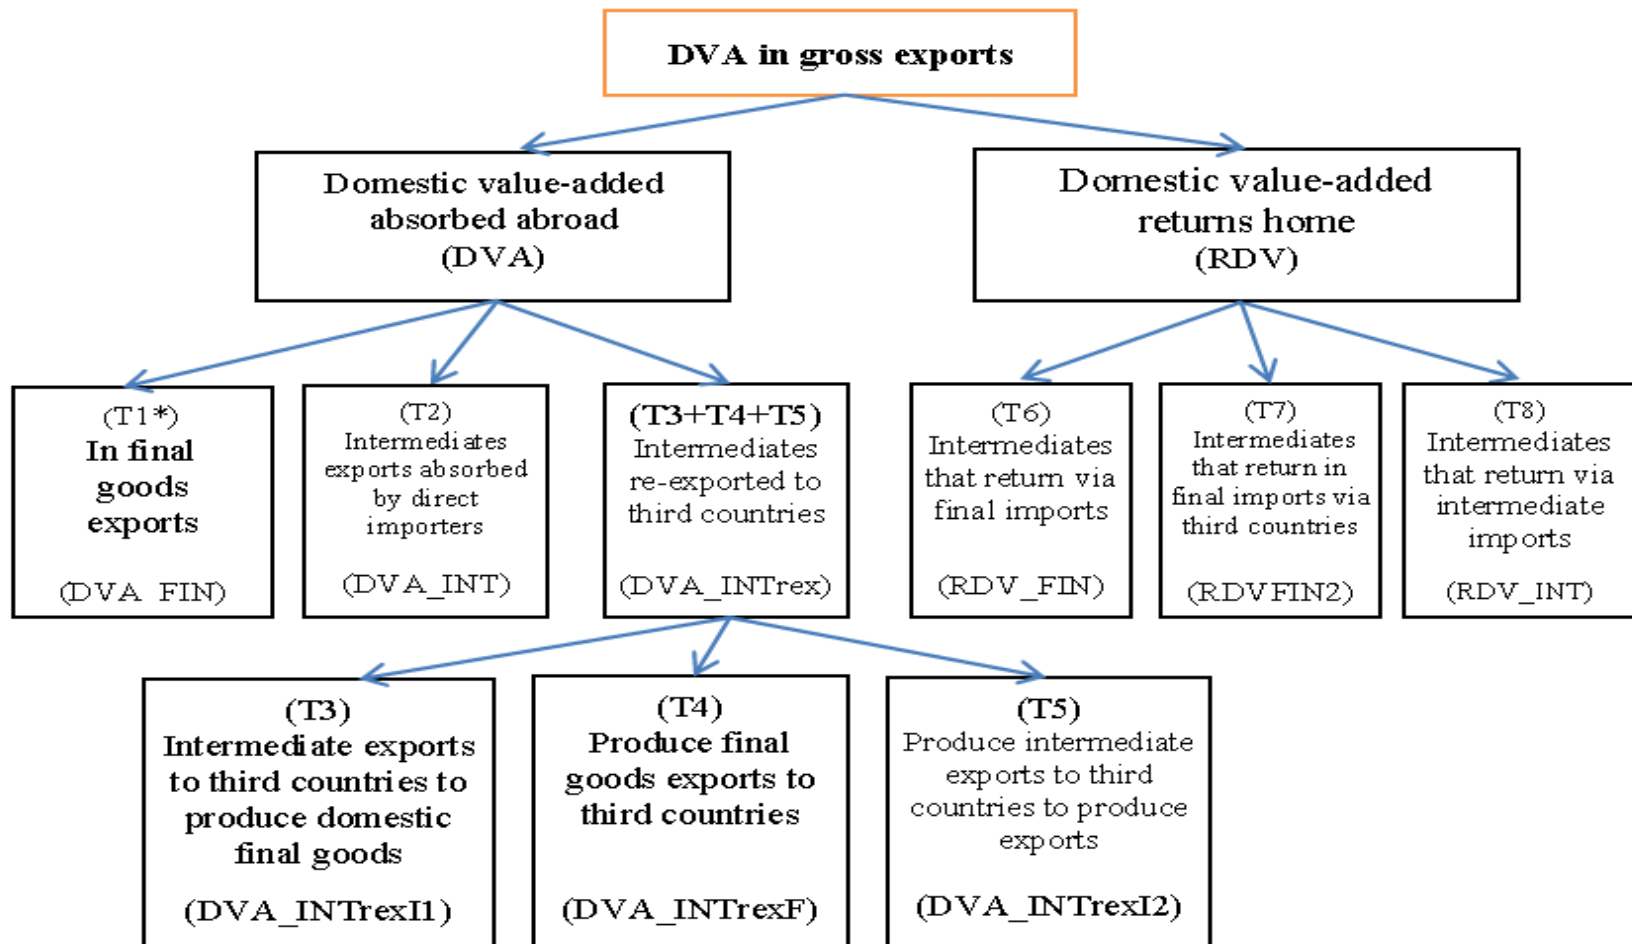 DVA in gross exports
Domestic value-added
absorbed abroad
(DVA)
Domestic value-added
returns home
(RDV)
(T1*)
In final
goods
exports
(DVA_FIN)
(T2)
Intermediates
exports absorbed
by direct
importers
(DVA_INT)
(T3+T4+T5)
Intermediates
re-exported to
third countries
(DVA_INTrex)
(T6)
Intermediates
that return via
final imports
(RDV_FIN)
(T7)
Intermediates
that return in
final imports via
third countries
(RDVFIN2)
(T8)
Intermediates
that return via
intermediate
imports
(RDV_INT)
(T3)
Intermediate exports
to third countries to
produce domestic
final goods
(DVA_INTrexI1)
(T4)
Produce final
goods exports to
third countries
(DVA_INTrexF)
(T5)
Produce intermediate
exports to third
countries to produce
exports
(DVA_INTrexI2)